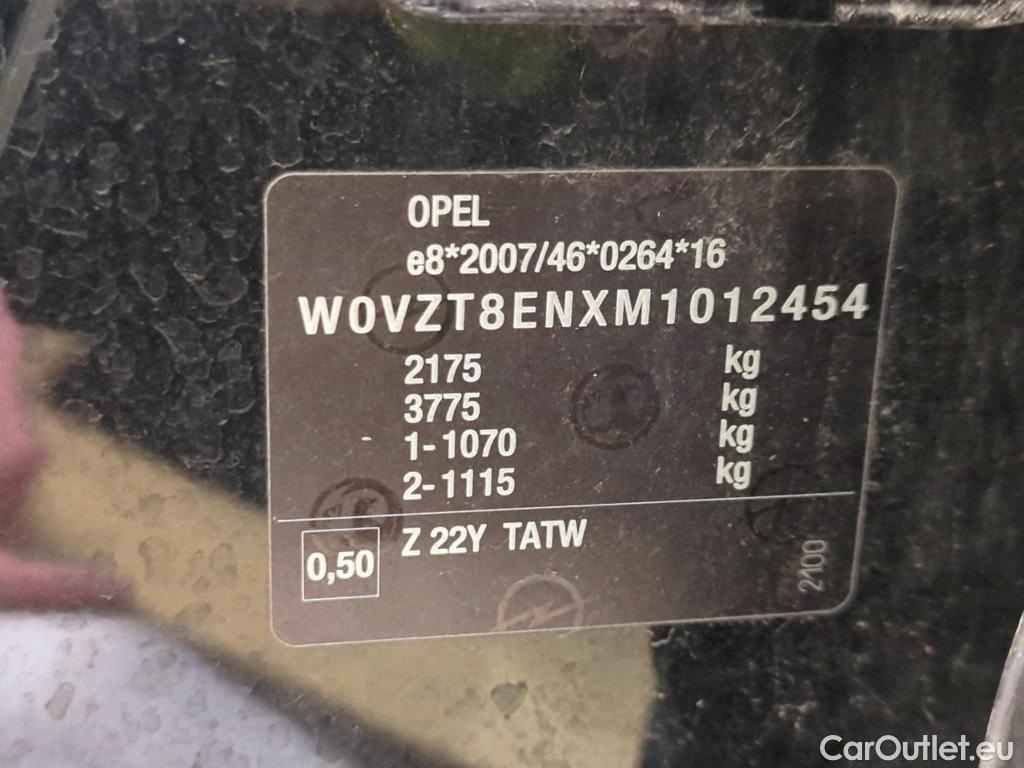 OPEL
e8*2007/46*0264*16
W0VZT8ENXM1012454
2175 kg
3775 kg
1-1070 kg
2-1115 kg
0,50 Z 22Y TATW
2100
CarOutlet.eu